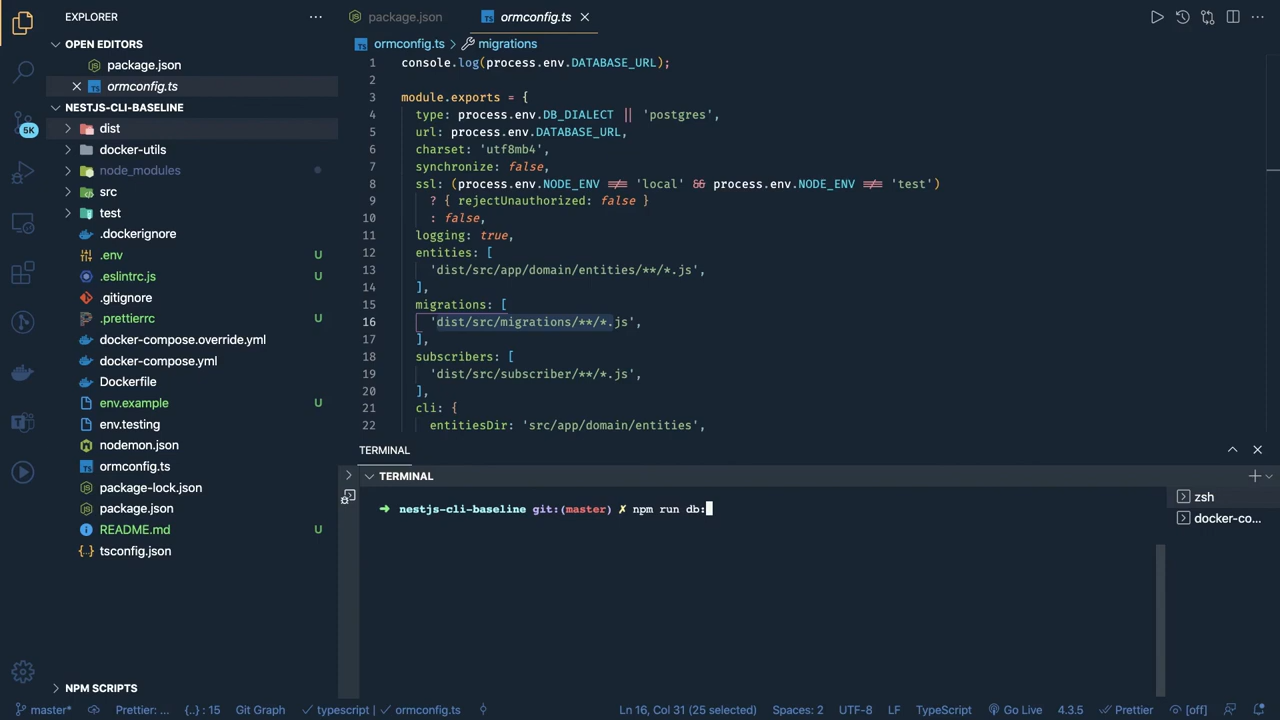 EXPLORER
OPEN EDITORS
package.json
ormconfig.ts
NESTJS-CLI-BASELINE
dist
docker-utils
node_modules
src
test
.dockerignore
.env U
.eslintrc.js U
.gitignore
.prettierrc U
docker-compose.override.yml
docker-compose.yml
Dockerfile
env.example U
env.testing
nodemon.json
ormconfig.ts
package-lock.json
package.json
README.md U
tsconfig.json
NPM SCRIPTS
5K
package.json ormconfig.ts
ormconfig.ts > migrations
1 console.log(process.env.DATABASE_URL);
2
3 module.exports = {
4 type: process.env.DB_DIALECT || 'postgres',
5 url: process.env.DATABASE_URL,
6 charset: 'utf8mb4',
7 synchronize: false,
8 ssl: (process.env.NODE_ENV !== 'local' && process.env.NODE_ENV !== 'test')
9 ? { rejectUnauthorized: false }
10 : false,
11 logging: true,
12 entities: [
13 'dist/src/app/domain/entities/**/*.js',
14 ],
15 migrations: [
16 'dist/src/migrations/**/*.js',
17 ],
18 subscribers: [
19 'dist/src/subscriber/**/*.js',
20 ],
21 cli: {
22 entitiesDir: 'src/app/domain/entities',
TERMINAL
TERMINAL
➜ nestjs-cli-baseline git:(master) ✗ npm run db:
zsh
docker-co...
master* Prettier: ... {..} : 15 Git Graph ✓ typescript | ✓ ormconfig.ts Ln 16, Col 31 (25 selected) Spaces: 2 UTF-8 LF TypeScript Go Live 4.3.5 ✓ Prettier [off]